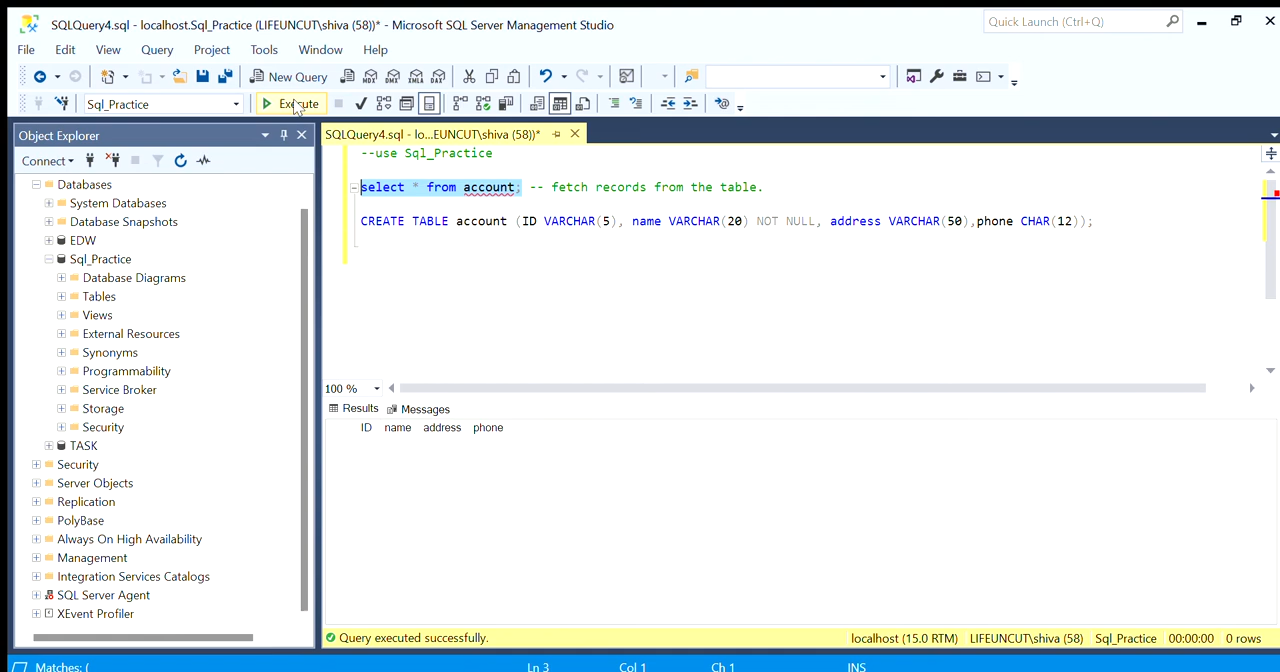 SQLQuery4.sql - localhost.Sql_Practice (LIFEUNCUT\shiva (58))* - Microsoft SQL Server Management Studio
Quick Launch (Ctrl+Q)
File Edit View Query Project Tools Window Help
New Query MDX DMX XMLA DAX
Sql_Practice Execute
Object Explorer
SQLQuery4.sql - lo...EUNCUT\shiva (58))*
Connect
Databases
System Databases
Database Snapshots
EDW
Sql_Practice
Database Diagrams
Tables
Views
External Resources
Synonyms
Programmability
Service Broker
Storage
Security
TASK
Security
Server Objects
Replication
PolyBase
Always On High Availability
Management
Integration Services Catalogs
SQL Server Agent
XEvent Profiler
--use Sql_Practice
select * from account; -- fetch records from the table.
CREATE TABLE account (ID VARCHAR(5), name VARCHAR(20) NOT NULL, address VARCHAR(50),phone CHAR(12));
100 %
Results Messages
ID name address phone
Query executed successfully. localhost (15.0 RTM) LIFEUNCUT\shiva (58) Sql_Practice 00:00:00 0 rows
Matches: ( Ln 3 Col 1 Ch 1 INS